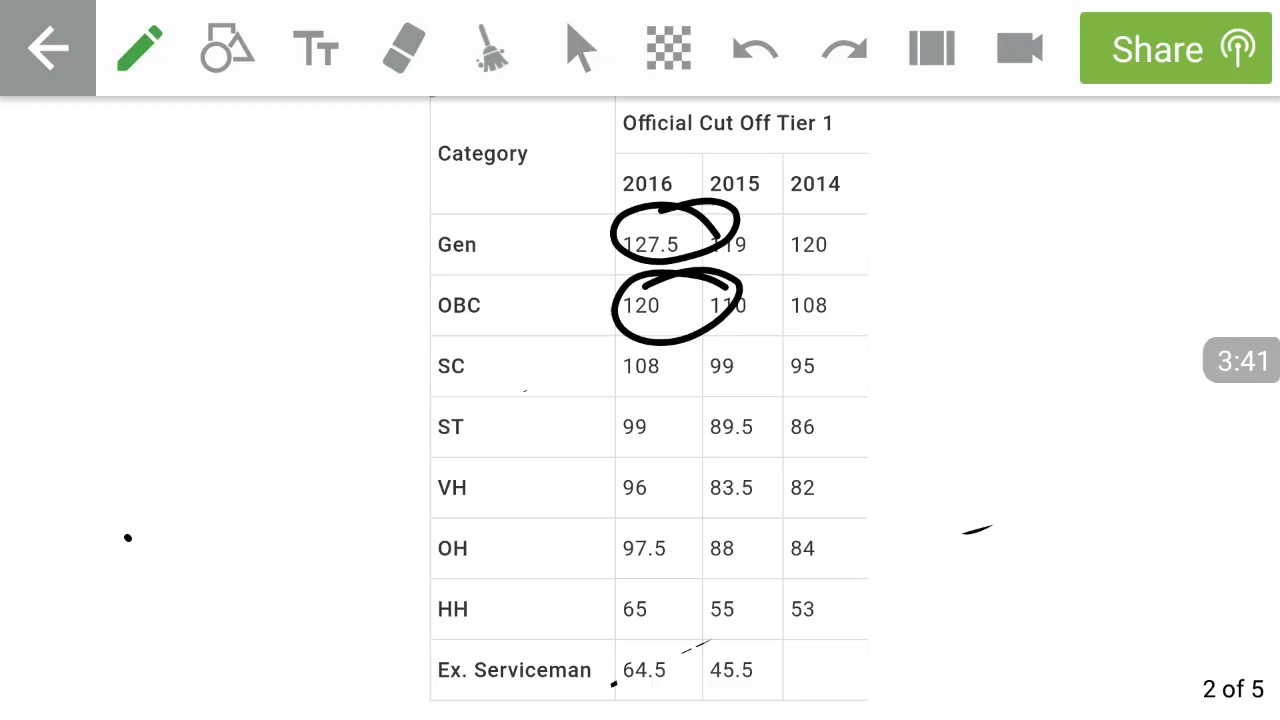 Share
Official Cut Off Tier 1
Category
2016 2015 2014
Gen 127.5 119 120
OBC 120 110 108
3:41
SC 108 99 95
ST 99 89.5 86
VH 96 83.5 82
OH 97.5 88 84
HH 65 55 53
Ex. Serviceman 64.5 45.5
2 of 5